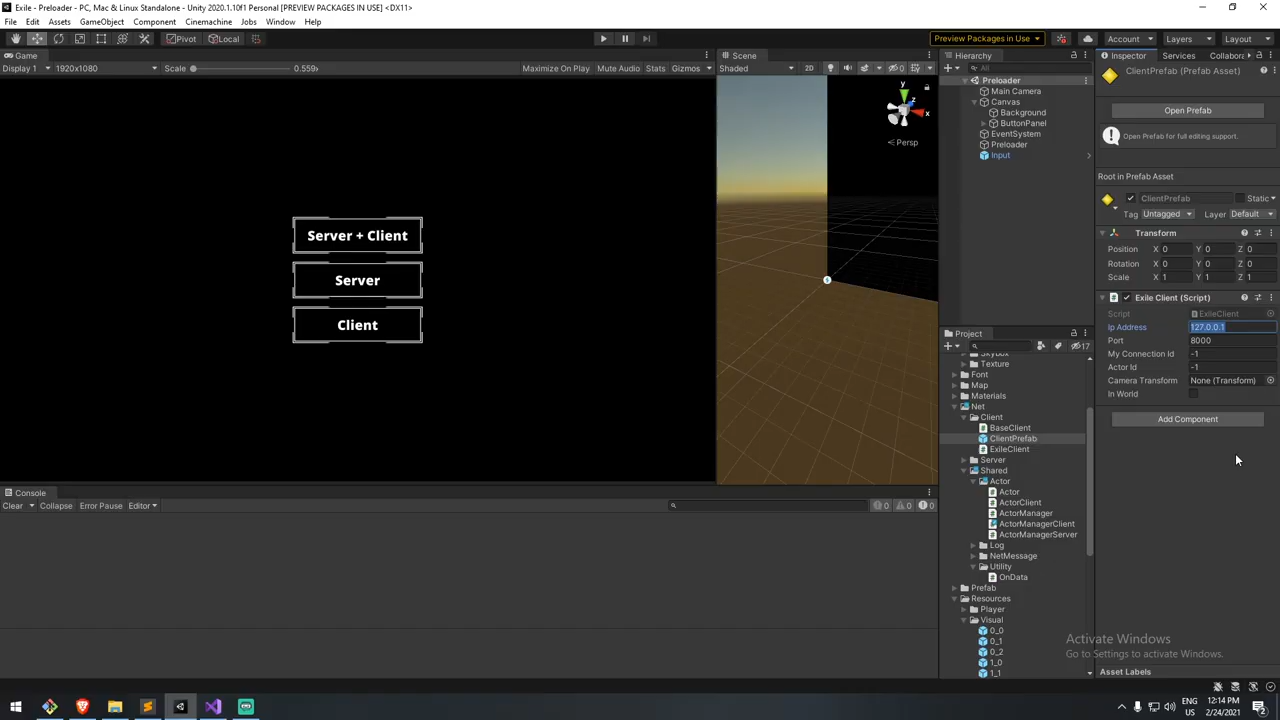 Exile - Preloader - PC, Mac & Linux Standalone - Unity 2020.1.10f1 Personal [PREVIEW PACKAGES IN USE] <DX11>
File Edit Assets GameObject Component Cinemachine Jobs Window Help
Pivot Local Preview Packages in Use Account Layers Layout
Game
Display 1 1920x1080 Scale 0.559x Maximize On Play Mute Audio Stats Gizmos
Server + Client
Server
Client
Scene
Shaded 2D 0
y
z
x
Persp
Hierarchy
All
Preloader
Main Camera
Canvas
Background
ButtonPanel
EventSystem
Preloader
Input
Project
17
SkyBox
Texture
Font
Map
Materials
Net
Client
BaseClient
ClientPrefab
ExileClient
Server
Shared
Actor
Actor
ActorClient
ActorManager
ActorManagerClient
ActorManagerServer
Log
NetMessage
Utility
OnData
Prefab
Resources
Player
Visual
0_0
0_1
0_2
1_0
1_1
Inspector Services Collabora
ClientPrefab (Prefab Asset)
Open Prefab
Open Prefab for full editing support.
Root in Prefab Asset
ClientPrefab Static
Tag Untagged Layer Default
Transform
Position X 0 Y 0 Z 0
Rotation X 0 Y 0 Z 0
Scale X 1 Y 1 Z 1
Exile Client (Script)
Script ExileClient
Ip Address 127.0.0.1
Port 8000
My Connection Id -1
Actor Id -1
Camera Transform None (Transform)
In World
Add Component
Activate Windows
Go to Settings to activate Windows.
Asset Labels
Console
Clear Collapse Error Pause Editor 0 0 0
ENG
US
12:14 PM
2/24/2021
2